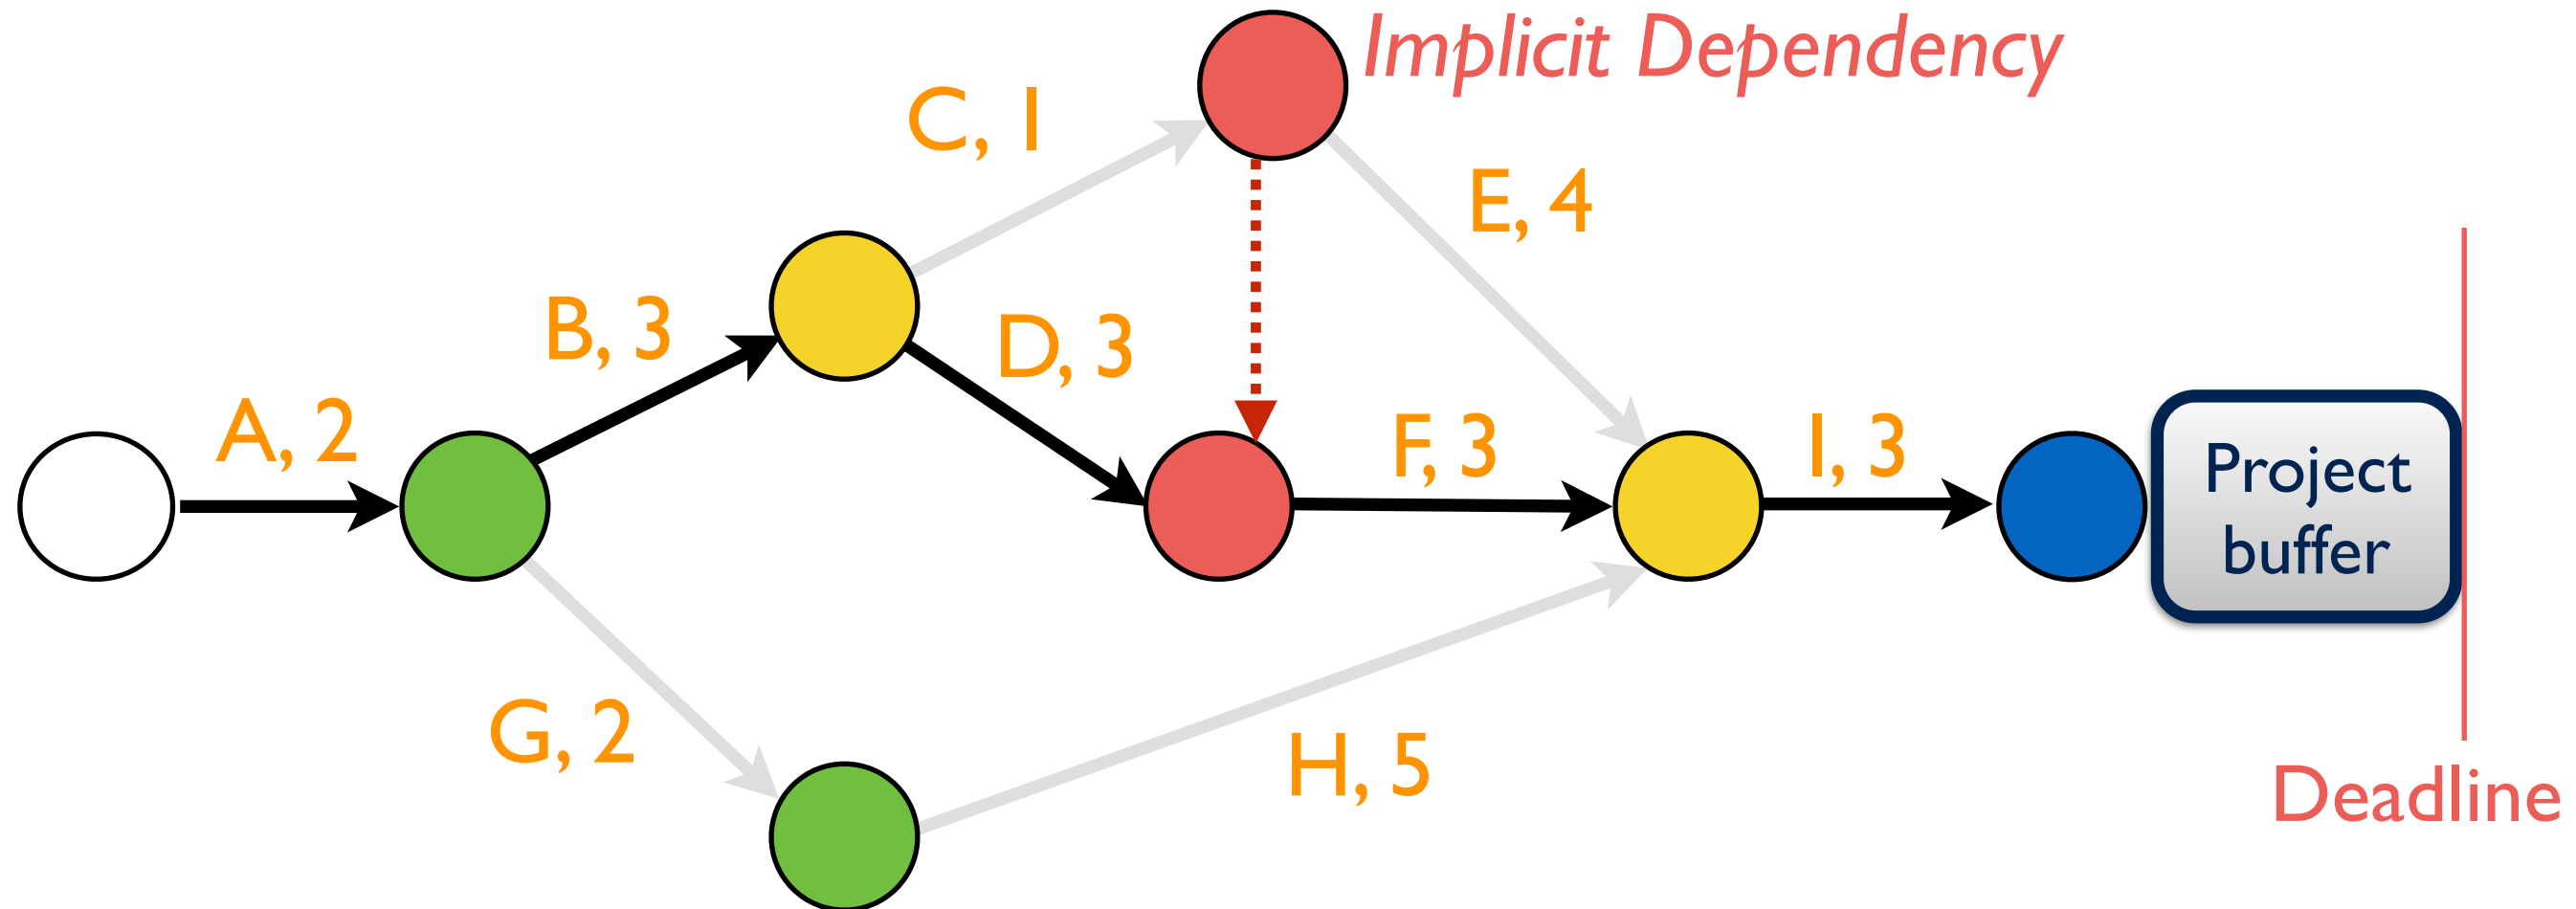 Implicit Dependency
C, 1
E, 4
B, 3
D, 3
A, 2
F, 3
I, 3
Project
buffer
G, 2
H, 5
Deadline